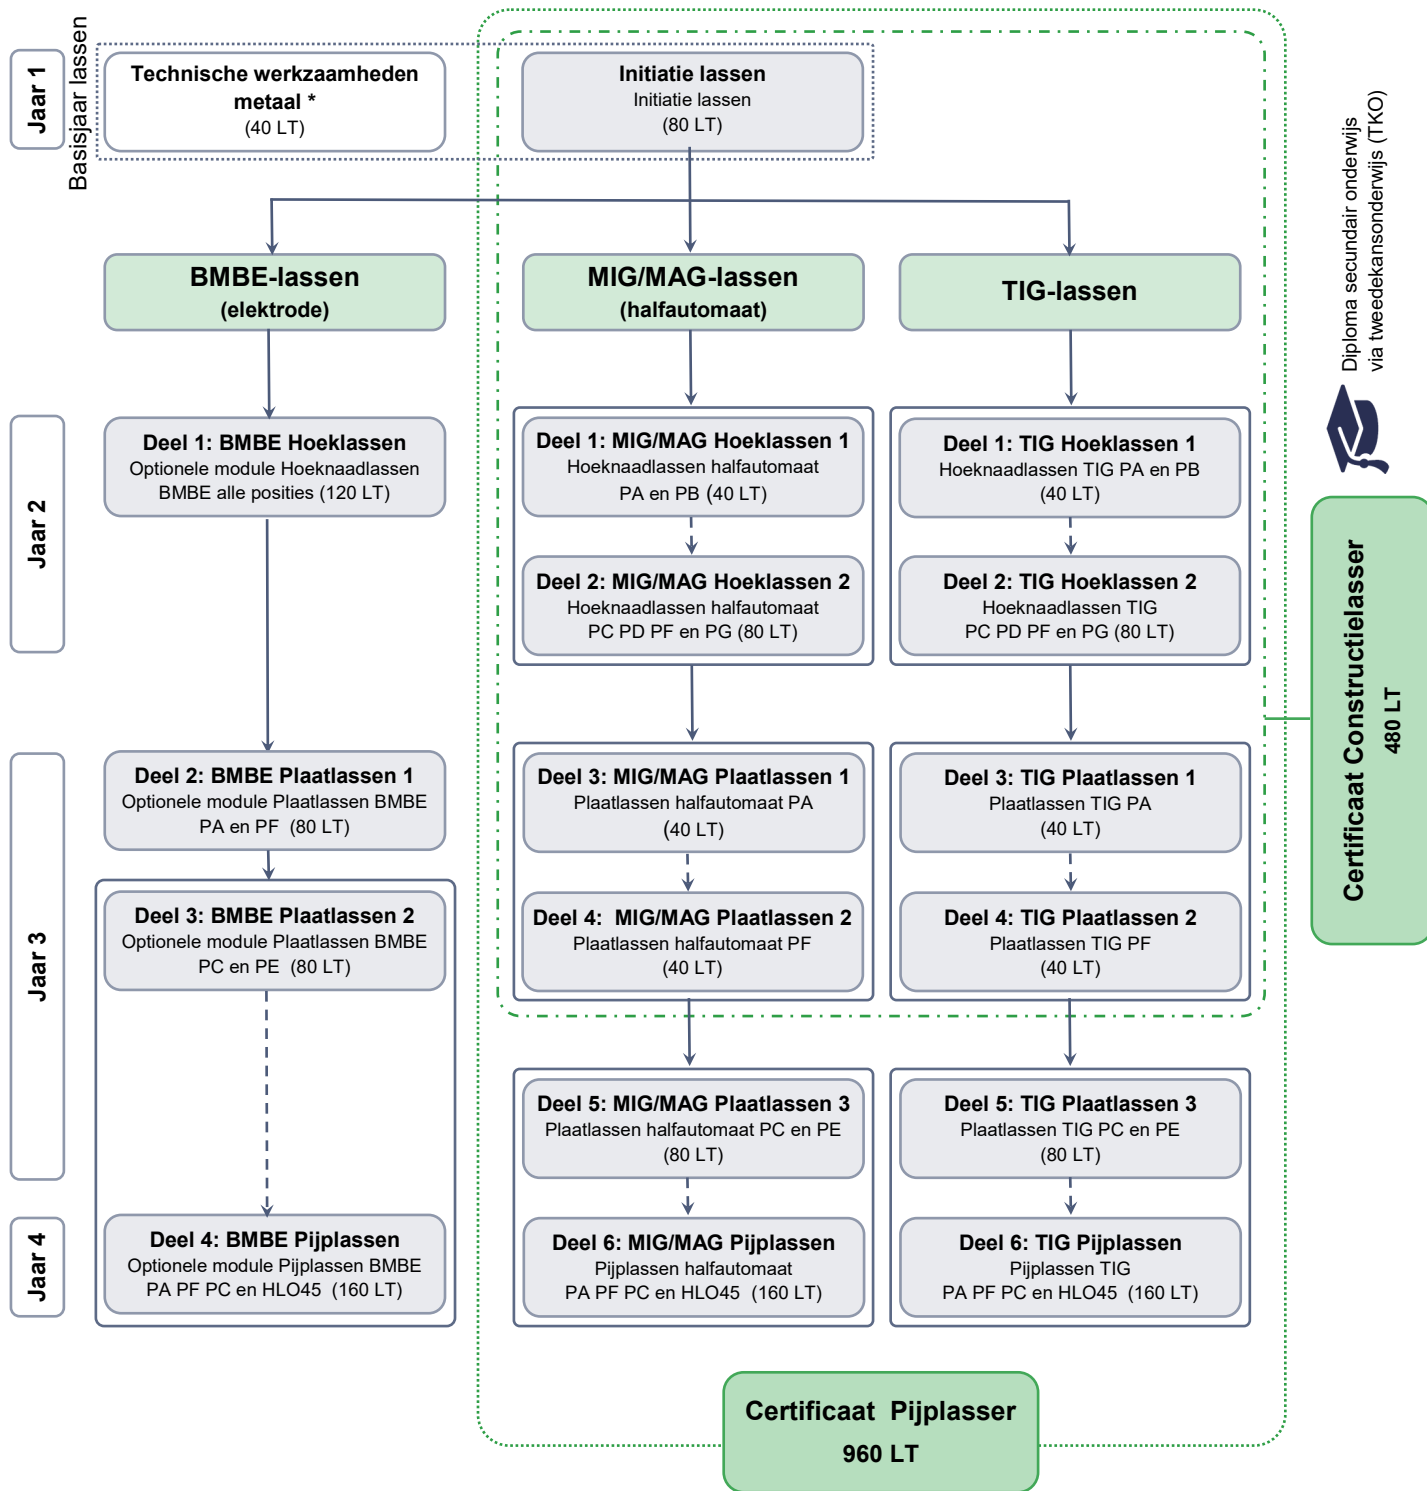 Jaar 1
Basisjaar lassen
Technische werkzaamheden
metaal *
(40 LT)
Initiatie lassen
Initiatie lassen
(80 LT)
BMBE-lassen
(elektrode)
MIG/MAG-lassen
(halfautomaat)
TIG-lassen
Diploma secundair onderwijs
via tweedekansonderwijs (TKO)
Jaar 2
Deel 1: BMBE Hoeklassen
Optionele module Hoeknaadlassen
BMBE alle posities (120 LT)
Deel 1: MIG/MAG Hoeklassen 1
Hoeknaadlassen halfautomaat
PA en PB (40 LT)
Deel 1: TIG Hoeklassen 1
Hoeknaadlassen TIG PA en PB
(40 LT)
Deel 2: MIG/MAG Hoeklassen 2
Hoeknaadlassen halfautomaat
PC PD PF en PG (80 LT)
Deel 2: TIG Hoeklassen 2
Hoeknaadlassen TIG
PC PD PF en PG (80 LT)
Certificaat Constructielasser
480 LT
Jaar 3
Deel 2: BMBE Plaatlassen 1
Optionele module Plaatlassen BMBE
PA en PF (80 LT)
Deel 3: MIG/MAG Plaatlassen 1
Plaatlassen halfautomaat PA
(40 LT)
Deel 3: TIG Plaatlassen 1
Plaatlassen TIG PA
(40 LT)
Deel 3: BMBE Plaatlassen 2
Optionele module Plaatlassen BMBE
PC en PE (80 LT)
Deel 4: MIG/MAG Plaatlassen 2
Plaatlassen halfautomaat PF
(40 LT)
Deel 4: TIG Plaatlassen 2
Plaatlassen TIG PF
(40 LT)
Deel 5: MIG/MAG Plaatlassen 3
Plaatlassen halfautomaat PC en PE
(80 LT)
Deel 5: TIG Plaatlassen 3
Plaatlassen TIG PC en PE
(80 LT)
Jaar 4
Deel 4: BMBE Pijplassen
Optionele module Pijplassen BMBE
PA PF PC en HLO45 (160 LT)
Deel 6: MIG/MAG Pijplassen
Pijplassen halfautomaat
PA PF PC en HLO45 (160 LT)
Deel 6: TIG Pijplassen
Pijplassen TIG
PA PF PC en HLO45 (160 LT)
Certificaat Pijplasser
960 LT